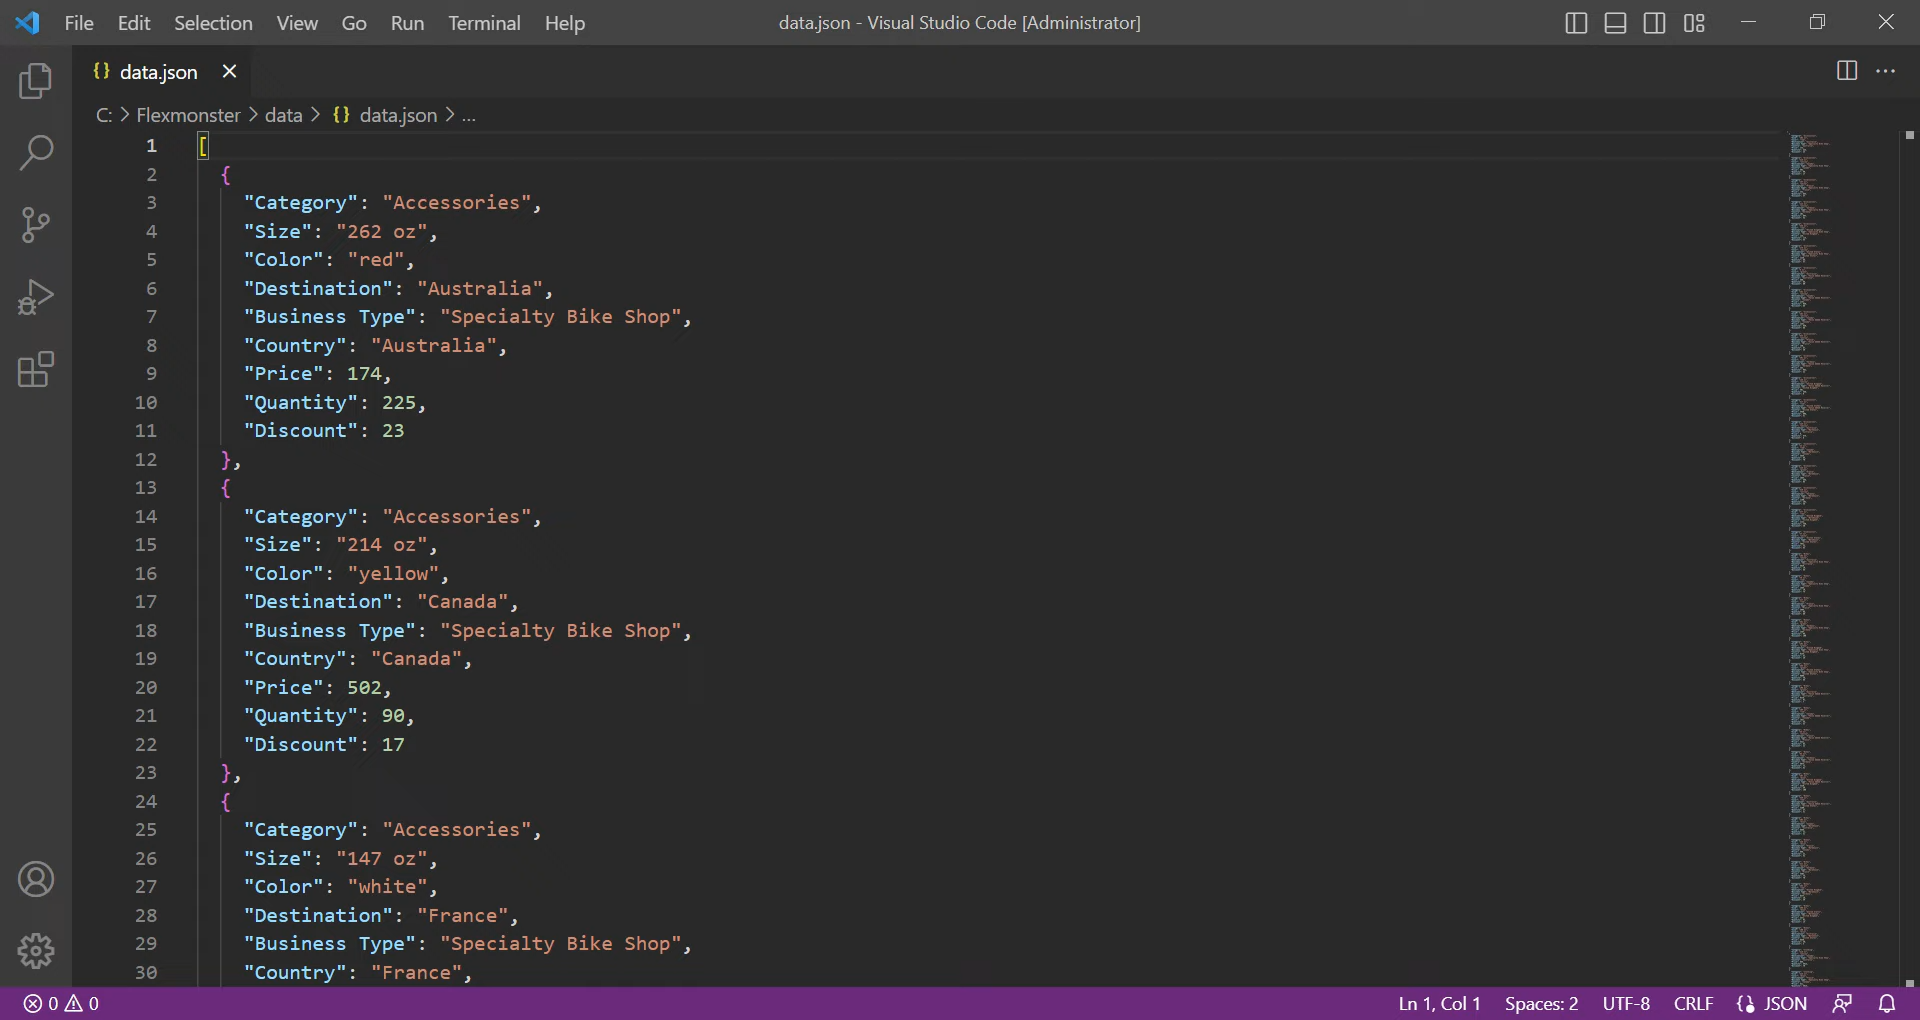 File Edit Selection View Go Run Terminal Help data.json - Visual Studio Code [Administrator]
{} data.json
C: > Flexmonster > data > {} data.json > ...
1 [
2 {
3 "Category": "Accessories",
4 "Size": "262 oz",
5 "Color": "red",
6 "Destination": "Australia",
7 "Business Type": "Specialty Bike Shop",
8 "Country": "Australia",
9 "Price": 174,
10 "Quantity": 225,
11 "Discount": 23
12 },
13 {
14 "Category": "Accessories",
15 "Size": "214 oz",
16 "Color": "yellow",
17 "Destination": "Canada",
18 "Business Type": "Specialty Bike Shop",
19 "Country": "Canada",
20 "Price": 502,
21 "Quantity": 90,
22 "Discount": 17
23 },
24 {
25 "Category": "Accessories",
26 "Size": "147 oz",
27 "Color": "white",
28 "Destination": "France",
29 "Business Type": "Specialty Bike Shop",
30 "Country": "France",
0 0 Ln 1, Col 1 Spaces: 2 UTF-8 CRLF {} JSON